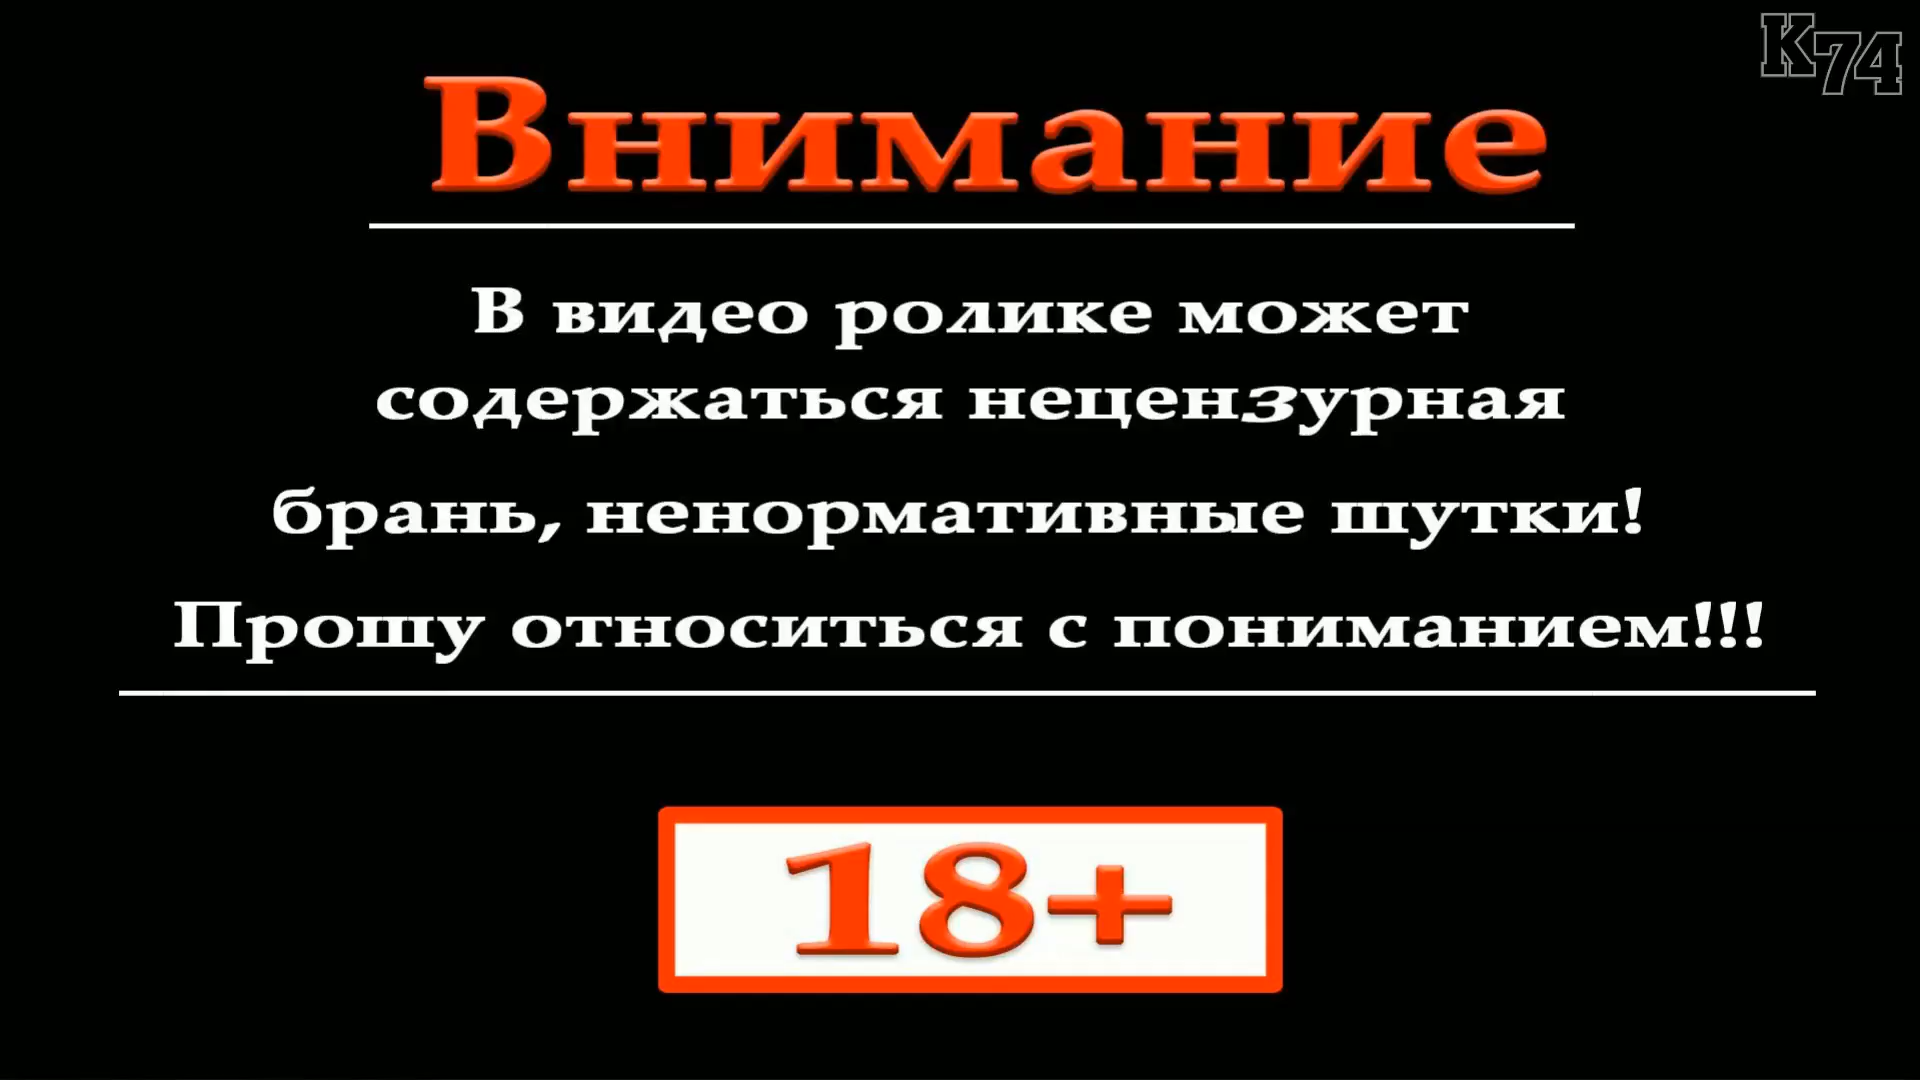 K74
Внимание
В видео ролике может
содержаться нецензурная
брань, ненормативные шутки!
Прошу относиться с пониманием!!!
18+